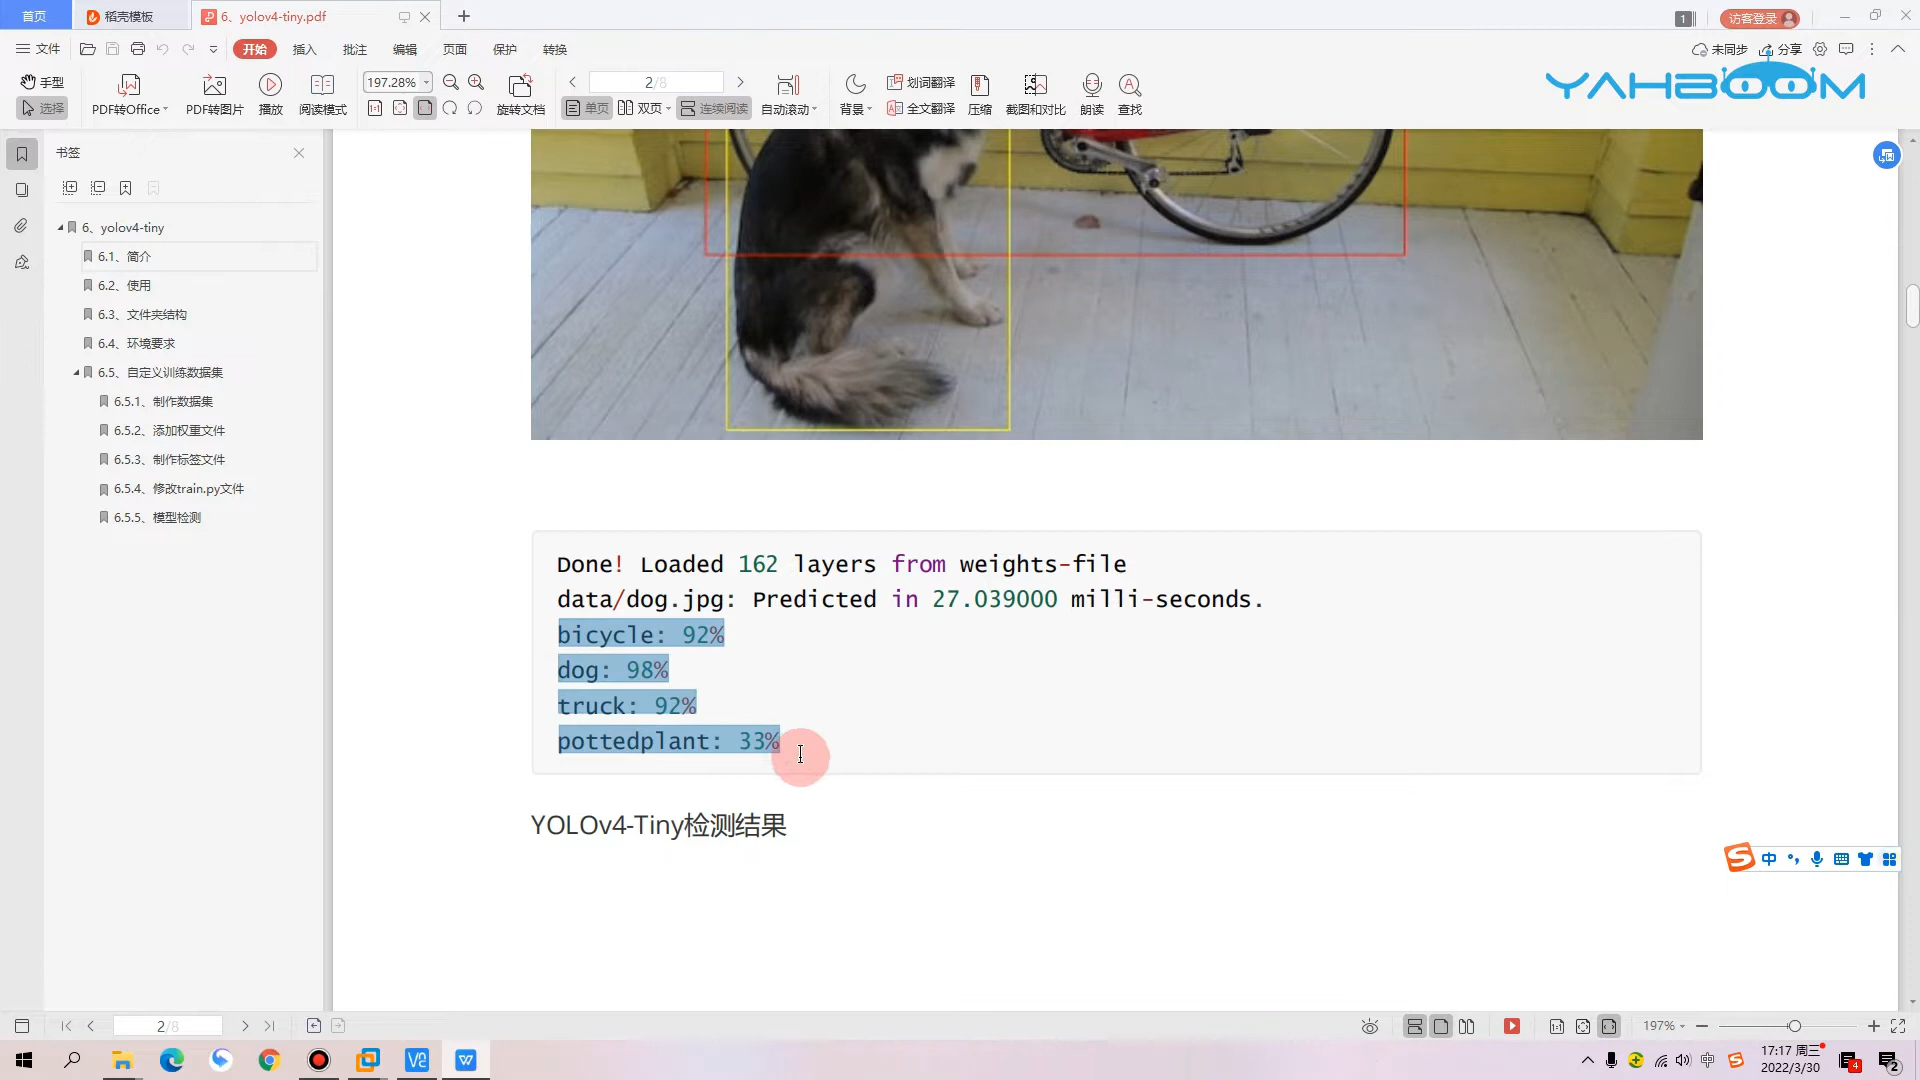 首页
稻壳模板
6、yolov4-tiny.pdf
1
访客登录
文件
开始
插入
批注
编辑
页面
保护
转换
未同步
分享
手型
选择
PDF转Office
PDF转图片
播放
阅读模式
197.28%
旋转文档
2/8
单页
双页
连续阅读
自动滚动
背景
划词翻译
全文翻译
压缩
截图和对比
朗读
查找
YAHBOOM
书签
6、yolov4-tiny
6.1、简介
6.2、使用
6.3、文件夹结构
6.4、环境要求
6.5、自定义训练数据集
6.5.1、制作数据集
6.5.2、添加权重文件
6.5.3、制作标签文件
6.5.4、修改train.py文件
6.5.5、模型检测
Done! Loaded 162 layers from weights-file
data/dog.jpg: Predicted in 27.039000 milli-seconds.
bicycle: 92%
dog: 98%
truck: 92%
pottedplant: 33%
YOLOv4-Tiny检测结果
中
2/8
197%
中
17:17 周三
2022/3/30
4
2